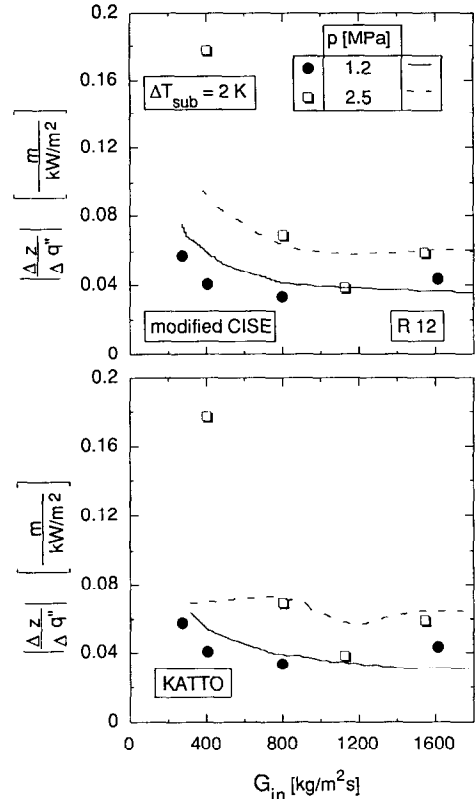 0.2
p [MPa]
1.2
2.5
ΔT_sub = 2 K
0.16
0.12
0.08
0.04
0
|Δz/Δq"| [m/kW/m²]
modified CISE
R 12
0.2
0.16
0.12
0.08
0.04
0
|Δz/Δq"| [m/kW/m²]
KATTO
0 400 800 1200 1600
G_in [kg/m²s]